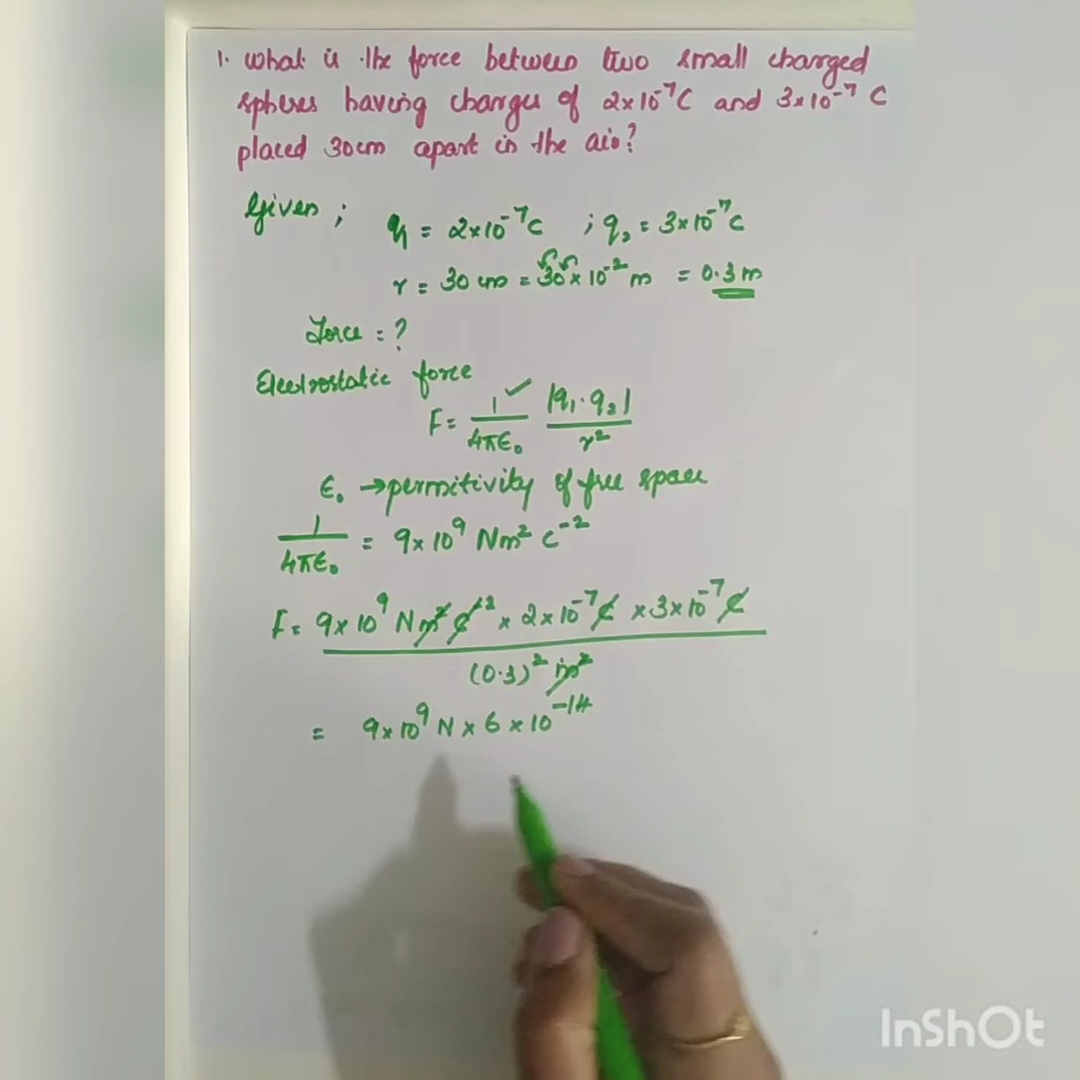 1. What is the force between two small charged
spheres having charges of 2×10⁻⁷C and 3×10⁻⁷ C
placed 30cm apart in the air?
Given ; q₁ = 2×10⁻⁷C ; q₂ = 3×10⁻⁷C
r = 30 cm = 30×10⁻² m = 0.3 m
Force = ?
Electrostatic force
F = 1/4πϵ₀ |q₁.q₂|/r²
ϵ₀ → permitivity of free space
1/4πϵ₀ = 9×10⁹ Nm² C⁻²
F = 9×10⁹ Nm² C⁻² × 2×10⁻⁷C × 3×10⁻⁷C / (0.3)² m²
= 9×10⁹ N × 6 × 10⁻¹⁴
InShOt